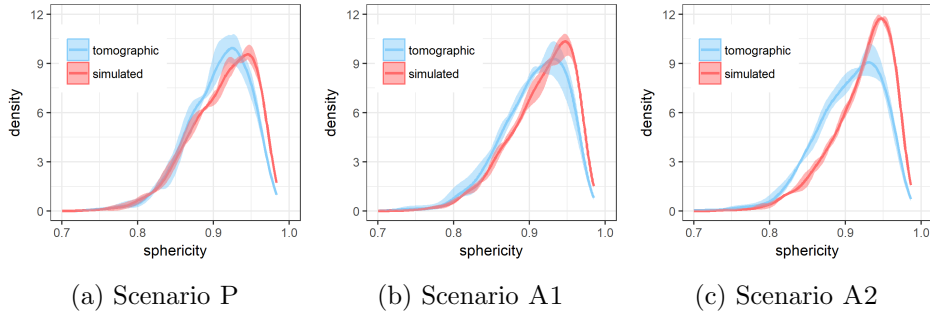 12
9
6
3
0
density
tomographic
simulated
0.7 0.8 0.9 1.0
sphericity
(a) Scenario P
12
9
6
3
0
density
tomographic
simulated
0.7 0.8 0.9 1.0
sphericity
(b) Scenario A1
12
9
6
3
0
density
tomographic
simulated
0.7 0.8 0.9 1.0
sphericity
(c) Scenario A2